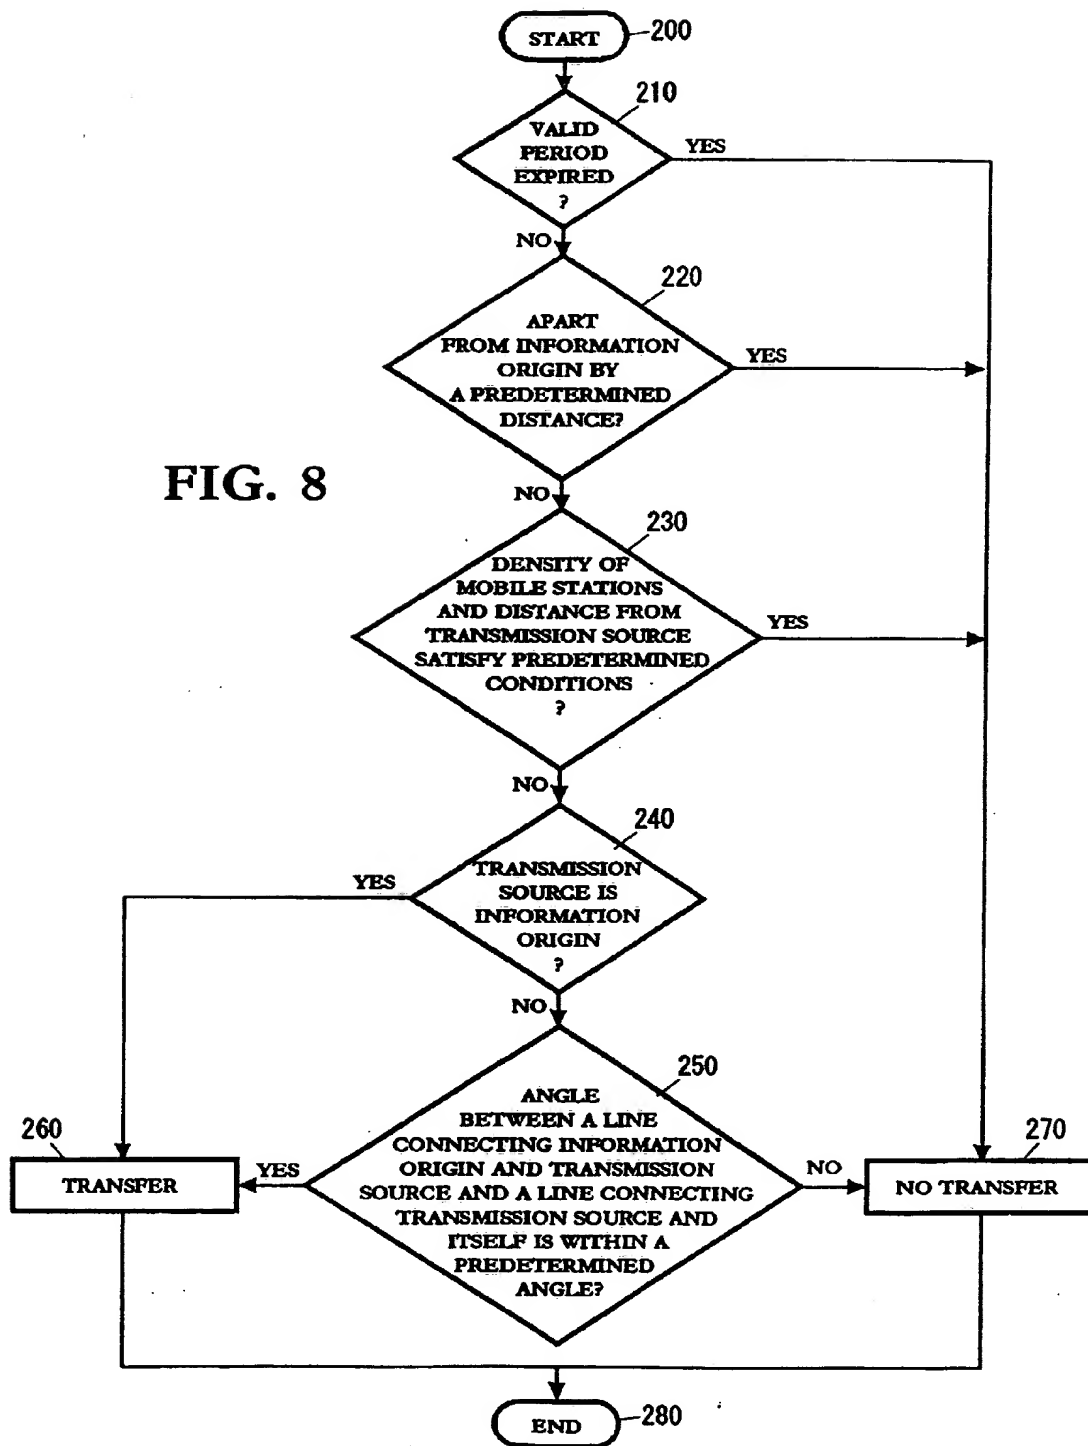 START
200
210
VALID
PERIOD
EXPIRED
?
YES
NO
220
APART
FROM INFORMATION
ORIGIN BY
A PREDETERMINED
DISTANCE?
YES
FIG. 8
NO
230
DENSITY OF
MOBILE STATIONS
AND DISTANCE FROM
TRANSMISSION SOURCE
SATISFY PREDETERMINED
CONDITIONS
?
YES
NO
240
TRANSMISSION
SOURCE IS
INFORMATION
ORIGIN
?
YES
NO
250
ANGLE
BETWEEN A LINE
CONNECTING INFORMATION
ORIGIN AND TRANSMISSION
SOURCE AND A LINE CONNECTING
TRANSMISSION SOURCE AND
ITSELF IS WITHIN A
PREDETERMINED
ANGLE?
260
TRANSFER
YES
NO
270
NO TRANSFER
END
280